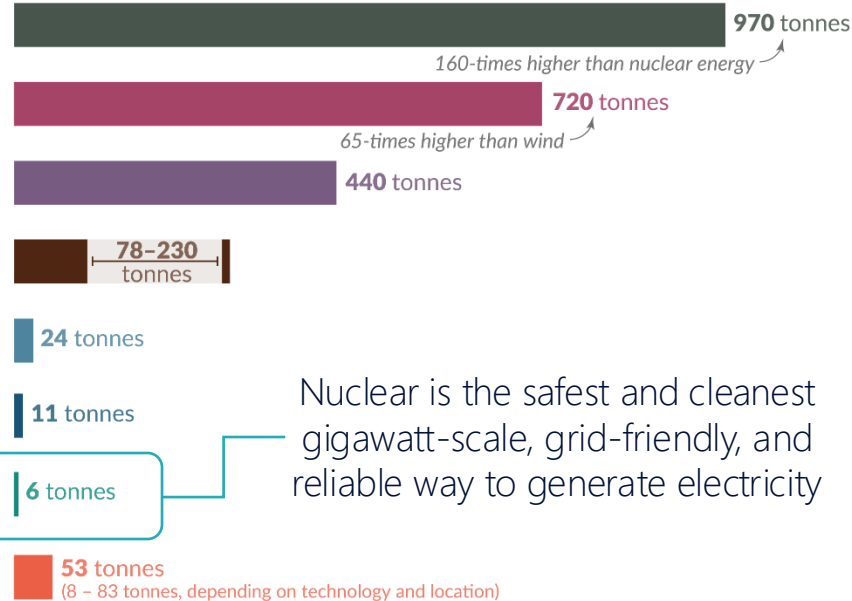 970 tonnes
160-times higher than nuclear energy
720 tonnes
65-times higher than wind
440 tonnes
78–230
tonnes
24 tonnes
11 tonnes
Nuclear is the safest and cleanest
gigawatt-scale, grid-friendly, and
reliable way to generate electricity
6 tonnes
53 tonnes
(8 – 83 tonnes, depending on technology and location)